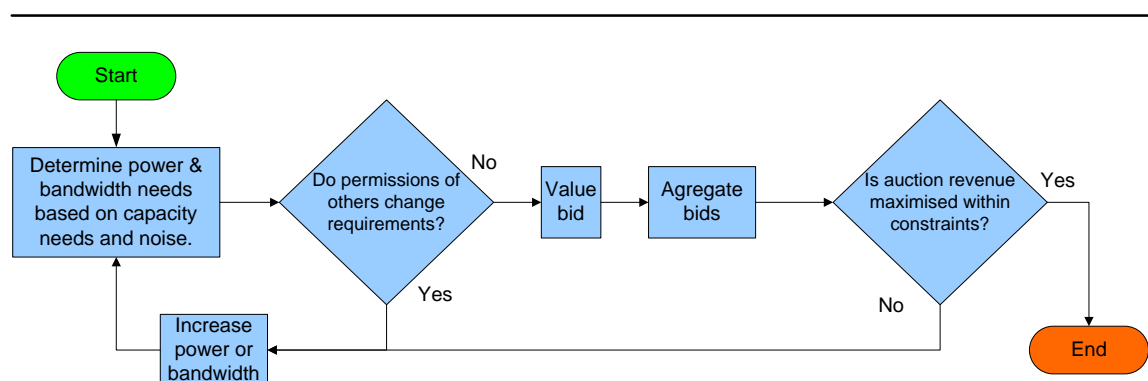 Start
Determine power &
bandwidth needs
based on capacity
needs and noise.
Do permissions of
others change
requirements?
No
Yes
Value
bid
Agregate
bids
Is auction revenue
maximised within
constraints?
Yes
No
Increase
power or
bandwidth
End